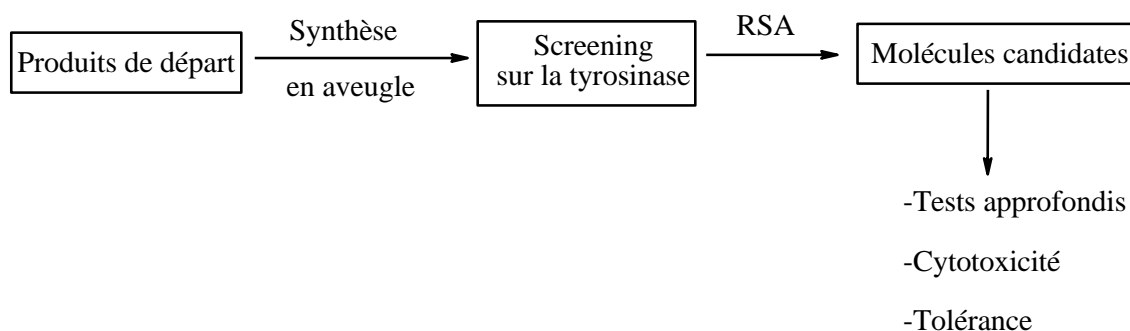 Produits de départ
Synthèse
en aveugle
Screening
sur la tyrosinase
RSA
Molécules candidates
-Tests approfondis
-Cytotoxicité
-Tolérance